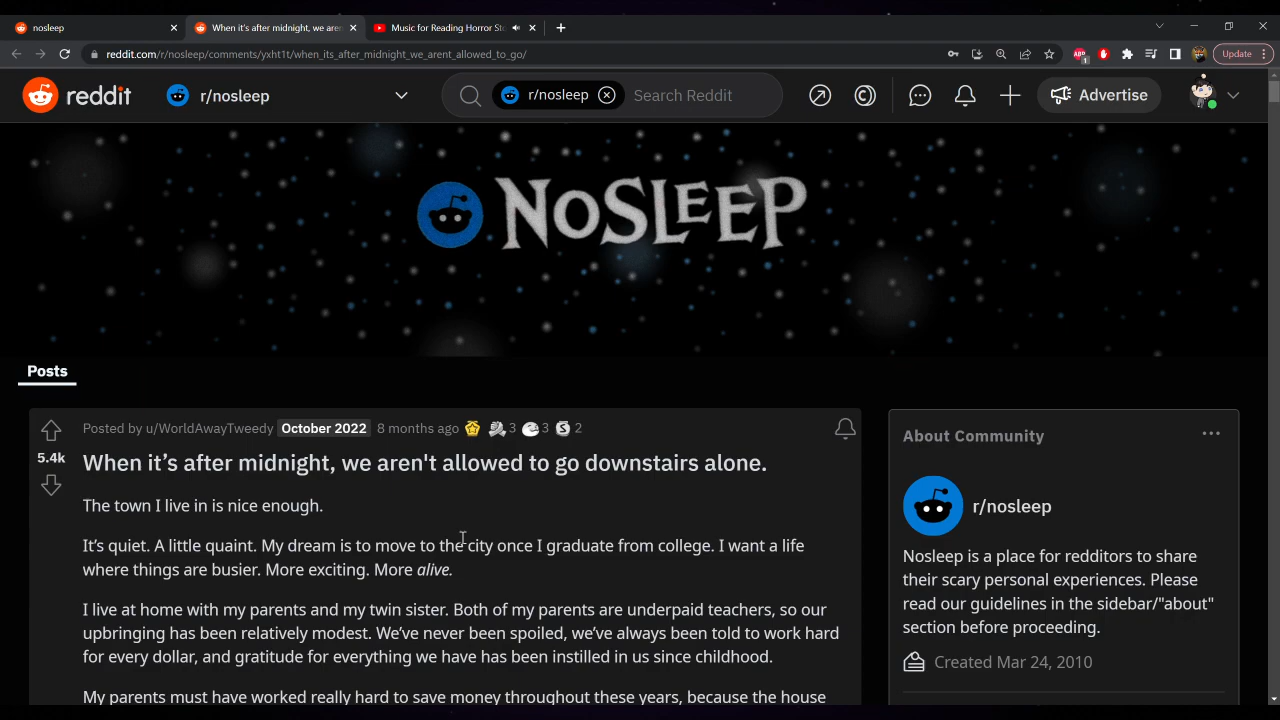 nosleep
When it's after midnight, we aren
Music for Reading Horror Sto
reddit.com/r/nosleep/comments/yxht1t/when_its_after_midnight_we_arent_allowed_to_go/
ABP
1
Update
reddit
r/nosleep
r/nosleep
Search Reddit
Advertise
NOSLEEP
Posts
Posted by u/WorldAwayTweedy October 2022 8 months ago 3 3 S 2
5.4k
When it's after midnight, we aren't allowed to go downstairs alone.
The town I live in is nice enough.
It's quiet. A little quaint. My dream is to move to the city once I graduate from college. I want a life
where things are busier. More exciting. More alive.
I live at home with my parents and my twin sister. Both of my parents are underpaid teachers, so our
upbringing has been relatively modest. We've never been spoiled, we've always been told to work hard
for every dollar, and gratitude for everything we have has been instilled in us since childhood.
My parents must have worked really hard to save money throughout these years, because the house
About Community
r/nosleep
Nosleep is a place for redditors to share
their scary personal experiences. Please
read our guidelines in the sidebar/"about"
section before proceeding.
Created Mar 24, 2010